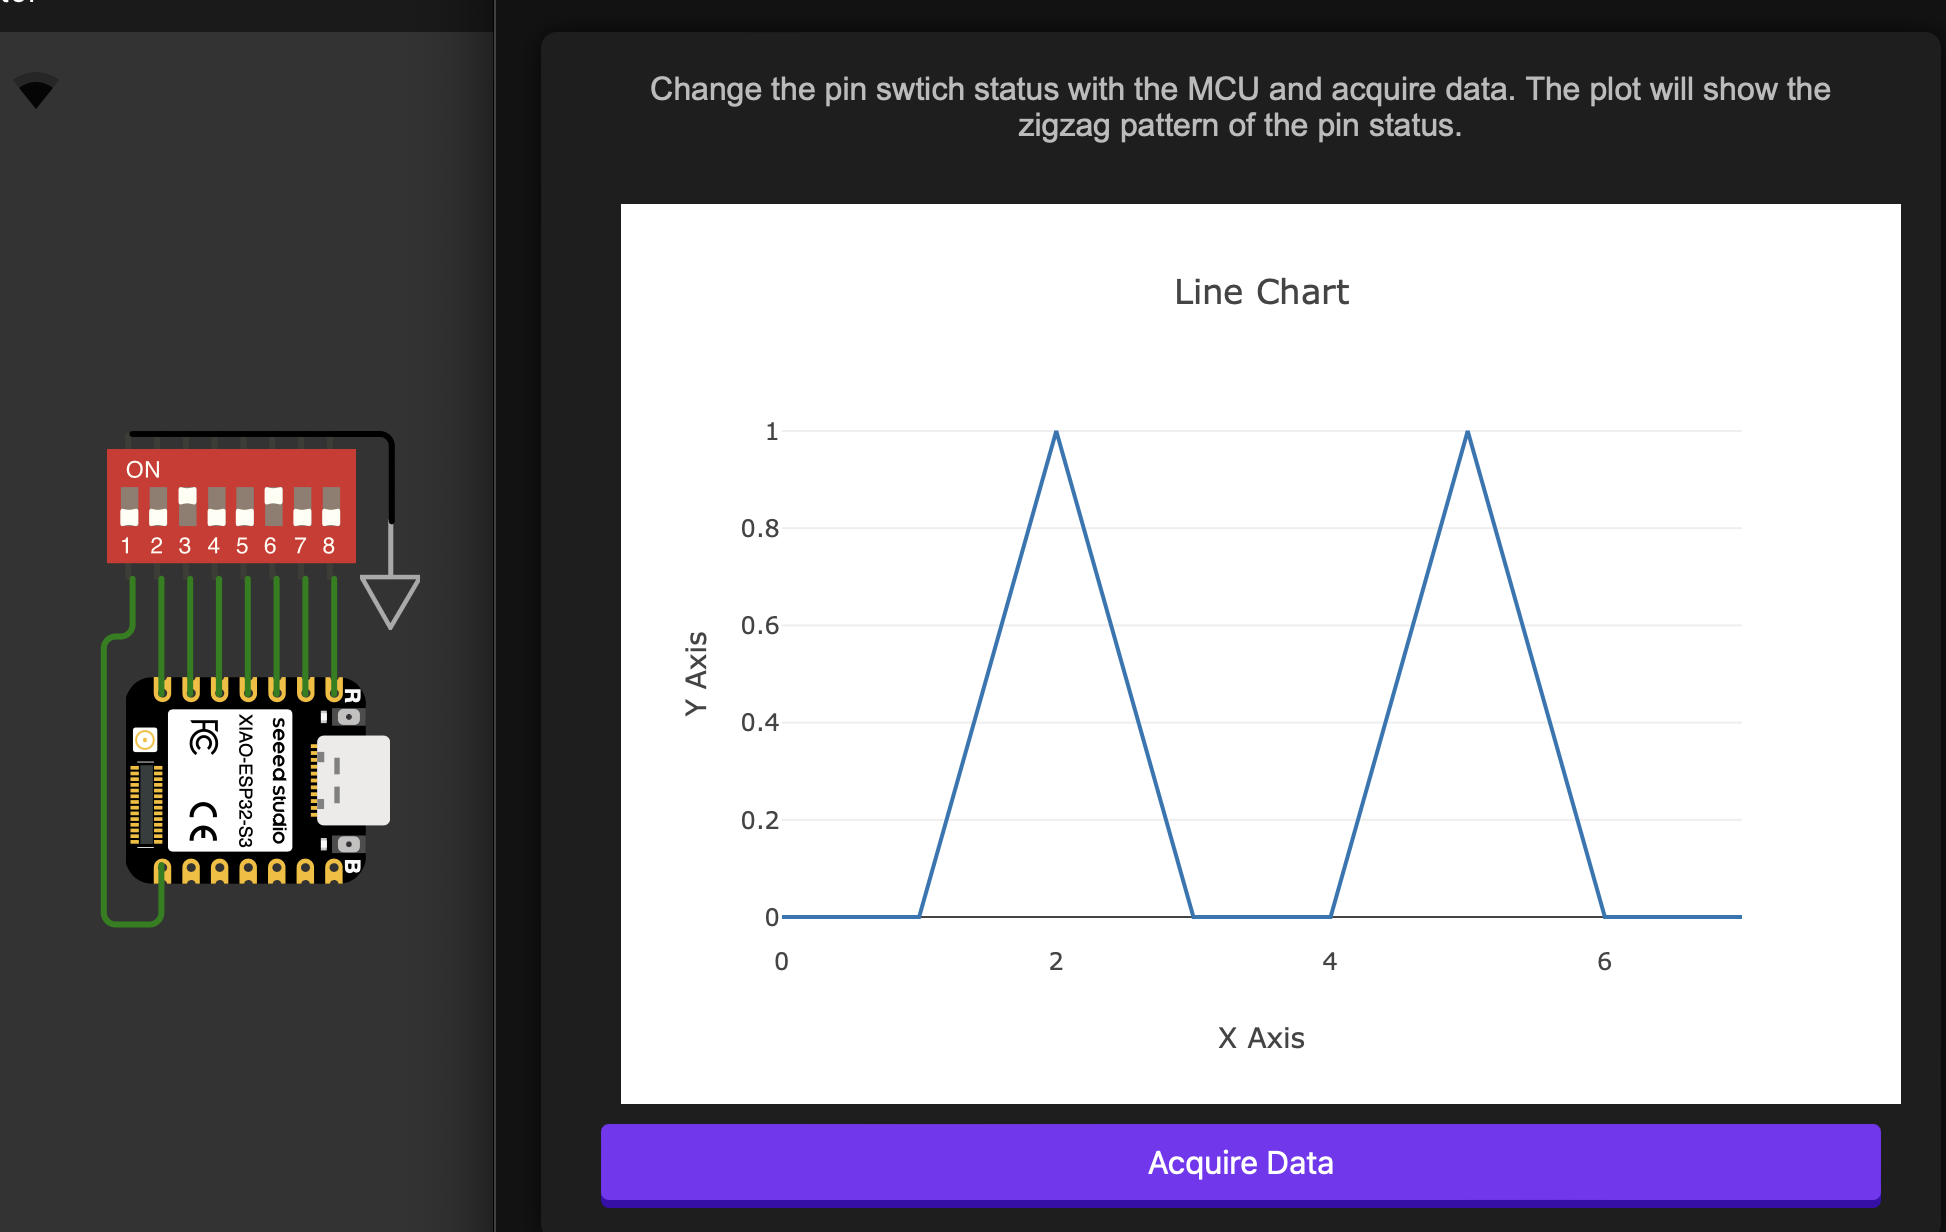 Change the pin swtich status with the MCU and acquire data. The plot will show the
zigzag pattern of the pin status.
ON
1 2 3 4 5 6 7 8
R
seeed studio
XIAO-ESP32-S3
FC CE
B
Line Chart
Y Axis
1
0.8
0.6
0.4
0.2
0
0 2 4 6
X Axis
Acquire Data